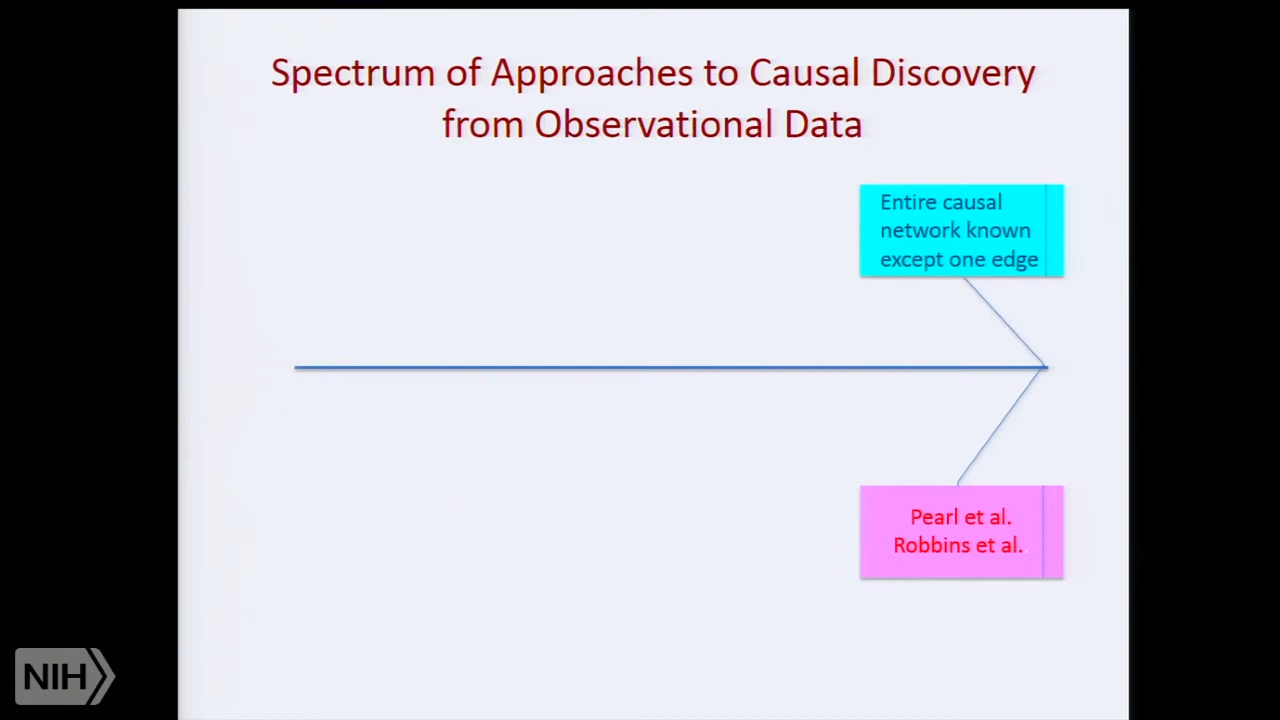 Spectrum of Approaches to Causal Discovery
from Observational Data
Entire causal
network known
except one edge
Pearl et al.
Robbins et al.
NIH